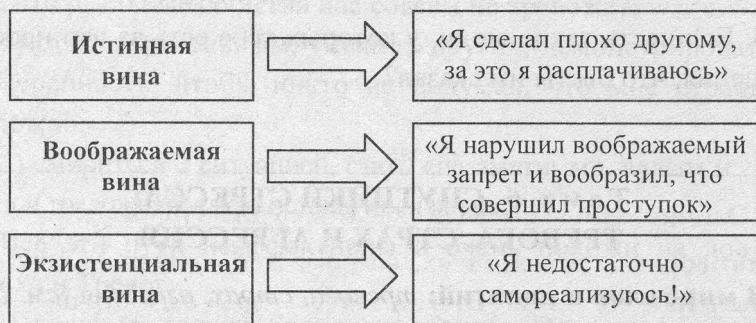 Истинная
вина
«Я сделал плохо другому,
за это я расплачиваюсь»
Воображаемая
вина
«Я нарушил воображаемый
запрет и вообразил, что
совершил проступок»
Экзистенциальная
вина
«Я недостаточно
самореализуюсь!»